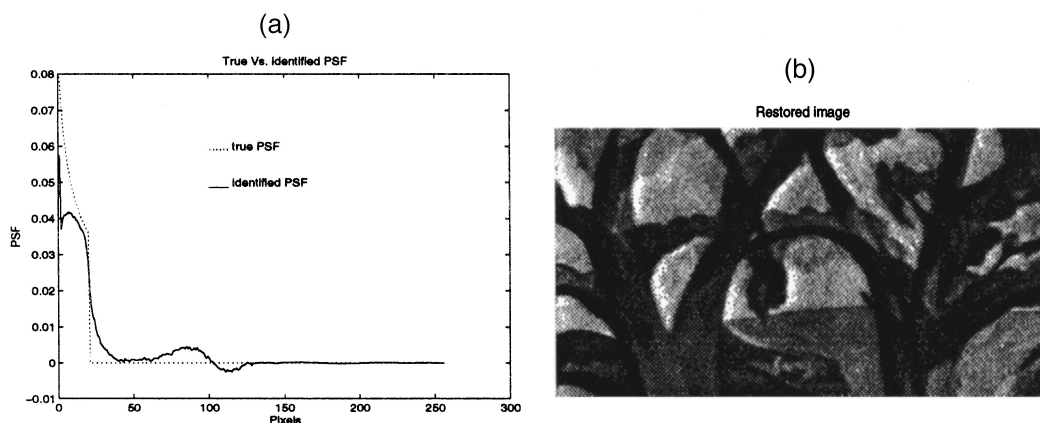 (a)
True Vs. identified PSF
0.08
0.07
0.06
0.05
0.04
0.03
0.02
0.01
0
−0.01
PSF
true PSF
identified PSF
0
50
100
150
200
250
300
Pixels
(b)
Restored image